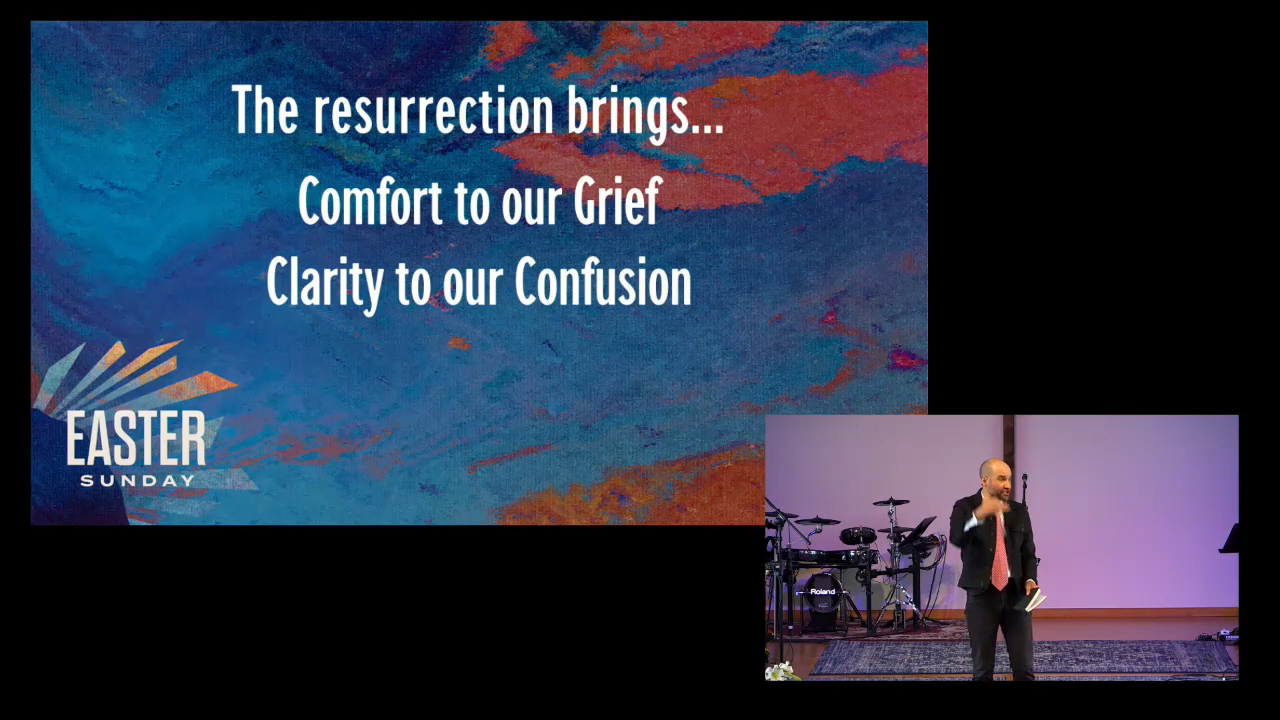 The resurrection brings...
Comfort to our Grief
Clarity to our Confusion
EASTER
SUNDAY
Roland